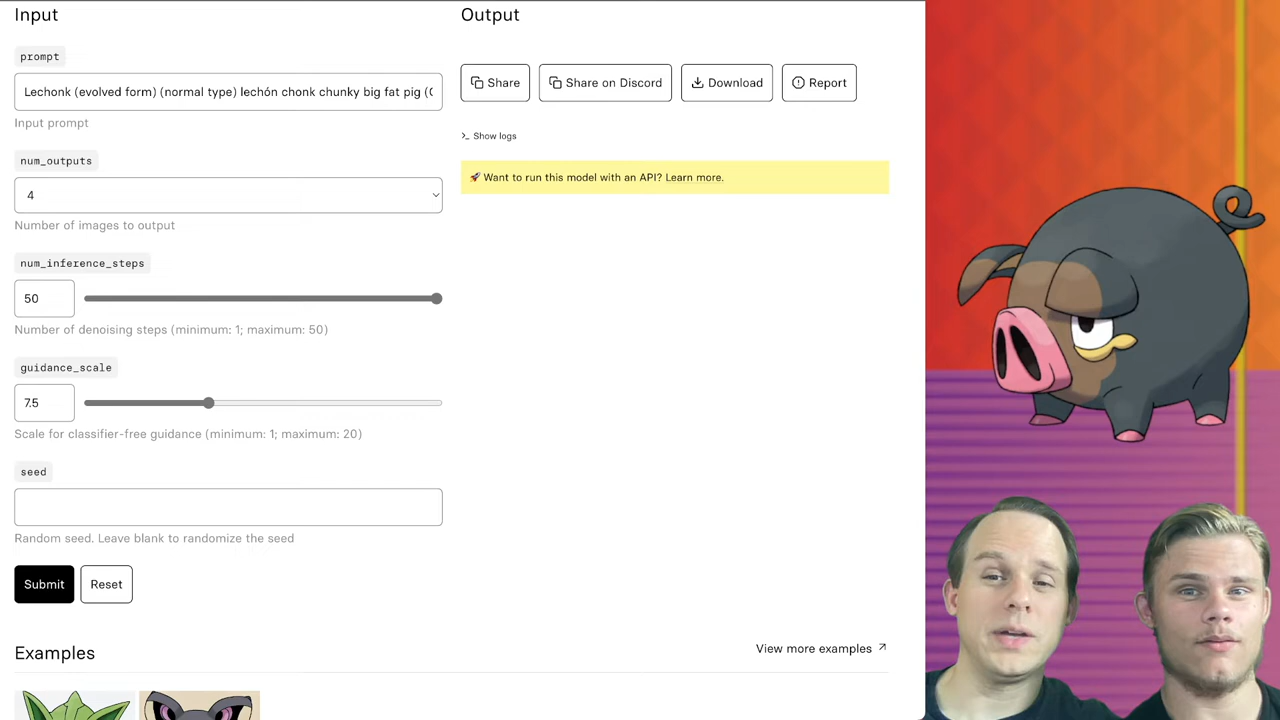 Input
prompt
Lechonk (evolved form) (normal type) lechón chonk chunky big fat pig (
Input prompt
num_outputs
4
Number of images to output
num_inference_steps
50
Number of denoising steps (minimum: 1; maximum: 50)
guidance_scale
7.5
Scale for classifier-free guidance (minimum: 1; maximum: 20)
seed
Random seed. Leave blank to randomize the seed
Submit Reset
Output
Share Share on Discord Download Report
Show logs
🚀 Want to run this model with an API? Learn more.
Examples
View more examples ↗